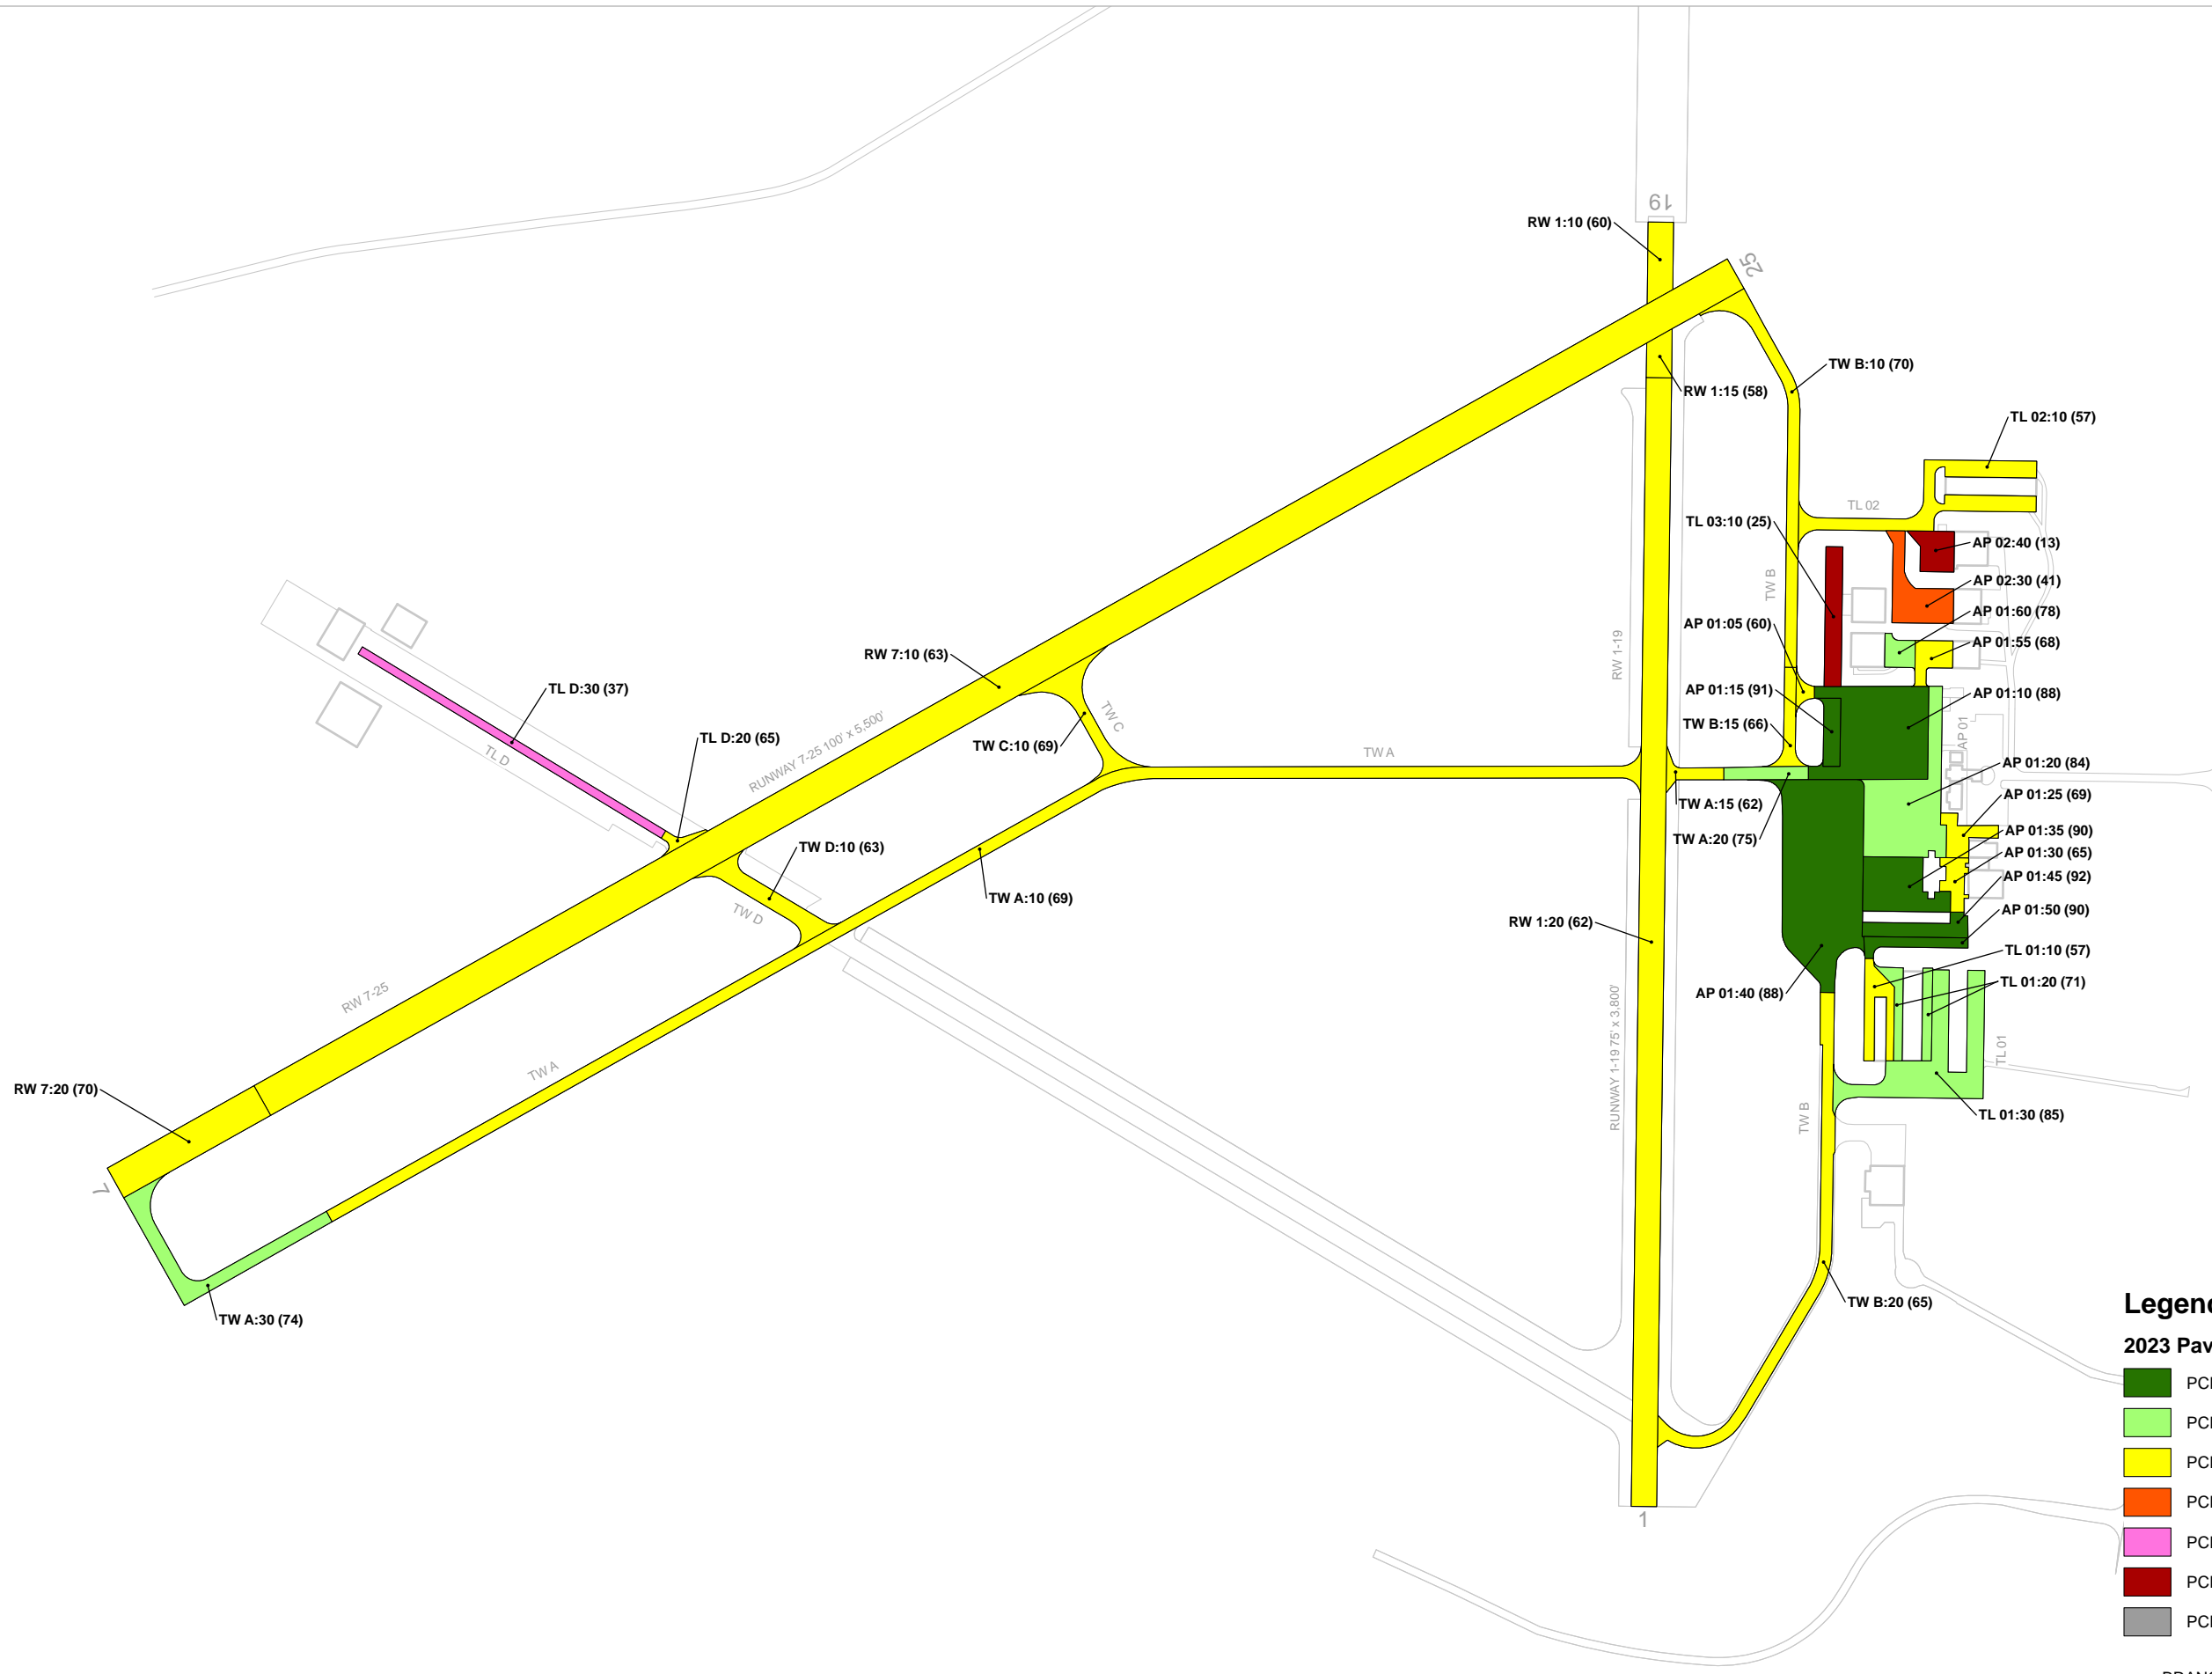 19
RW 1:10 (60)
25
TW B:10 (70)
RW 1:15 (58)
TL 02:10 (57)
TL 02
TL 03:10 (25)
AP 02:40 (13)
TW B
AP 02:30 (41)
AP 01:60 (78)
AP 01:05 (60)
RW 1-19
AP 01:55 (68)
RW 7:10 (63)
TL D:30 (37)
AP 01:15 (91)
AP 01:10 (88)
TW C
TW B:15 (66)
AP 01
TL D:20 (65)
TW C:10 (69)
RUNWAY 7-25 100' x 5,500'
TL D
TW A
AP 01:20 (84)
AP 01:25 (69)
TW A:15 (62)
AP 01:35 (90)
TW A:20 (75)
TW D:10 (63)
AP 01:30 (65)
AP 01:45 (92)
TW A:10 (69)
AP 01:50 (90)
TW D
RW 1:20 (62)
TL 01:10 (57)
TL 01:20 (71)
AP 01:40 (88)
RW 7-25
RUNWAY 1-19 75' x 3,800'
TL 01
TW A
RW 7:20 (70)
TW B
TL 01:30 (85)
7
TW A:30 (74)
TW B:20 (65)
1
Legen
2023 Pav
PC
PC
PC
PC
PC
PC
PC